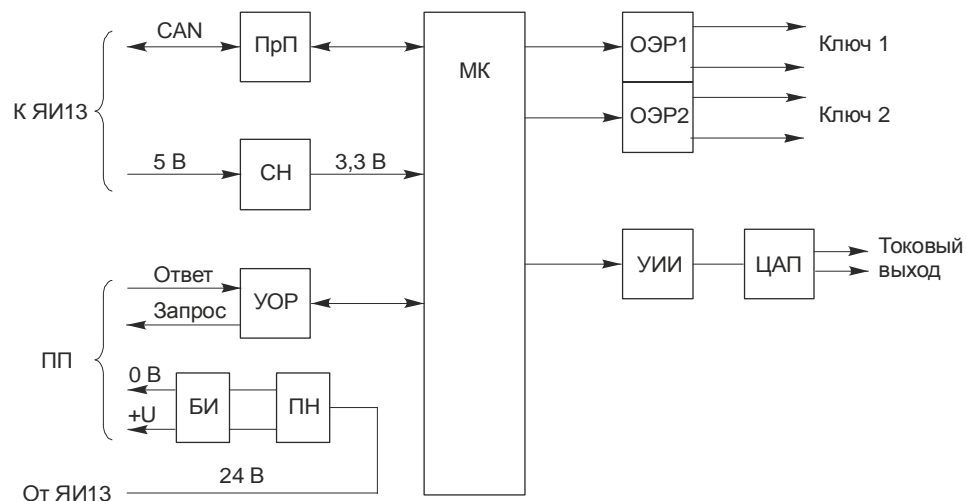 CAN
ПрП
МК
ОЭР1
Ключ 1
К ЯИ13
ОЭР2
Ключ 2
5 В
СН
3,3 В
Ответ
Запрос
УОР
УИИ
ЦАП
Токовый
выход
ПП
0 В
+U
БИ
ПН
24 В
От ЯИ13